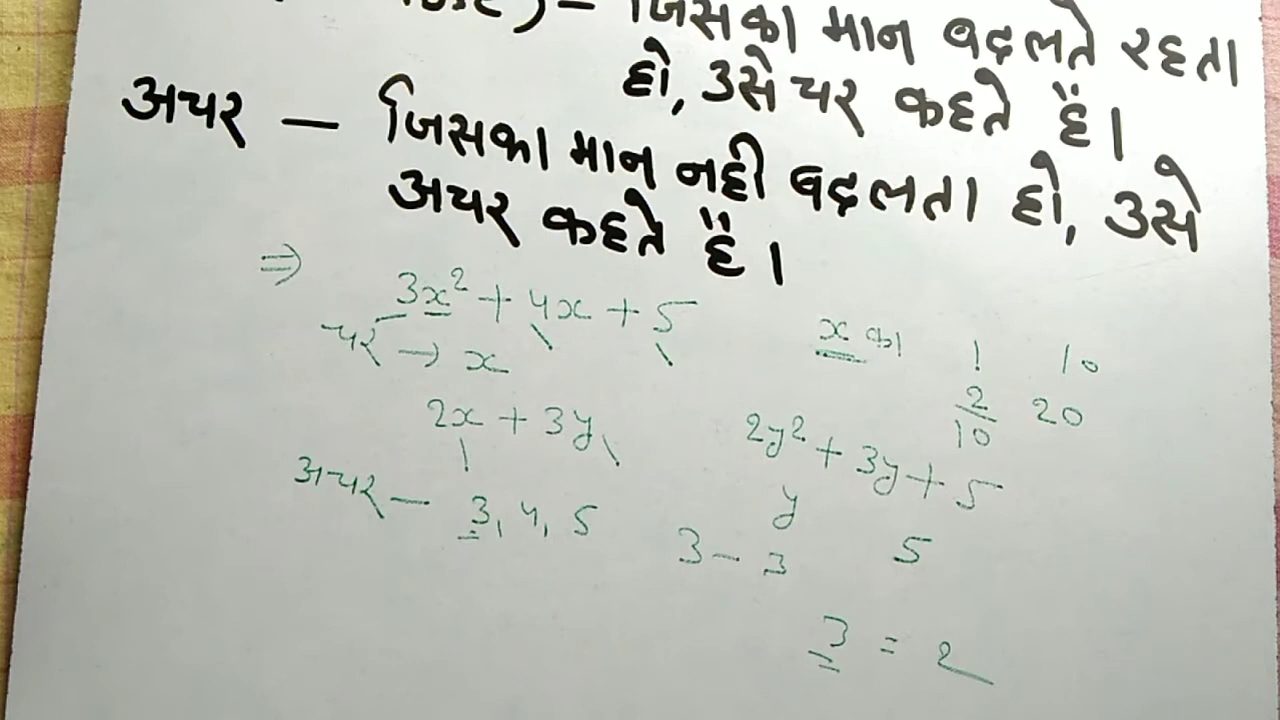 – जिसका मान बदलते रहता
हो, उसे चर कहते हैं।
अचर – जिसका मान नही बदलता हो, उसे
अचर कहते हैं।
⇒ 3x² + 4x + 5
चर → x
x का 1 10
2 20
10
2x + 3y
2y² + 3y + 5
अचर – 3, 4, 5
y
3 – 3 5
3 = 2